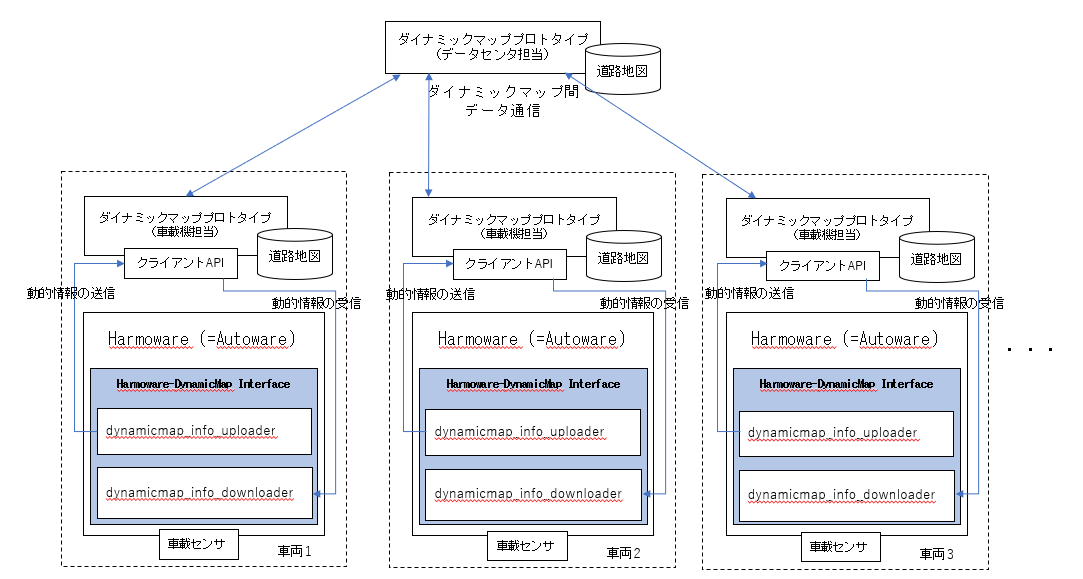 ダイナミックマッププロトタイプ
（データセンタ担当）
道路地図
ダイナミックマップ間
データ通信
ダイナミックマッププロトタイプ
（車載機担当）
道路地図
クライアントAPI
動的情報の送信
動的情報の受信
Harmoware (=Autoware)
Harmoware-DynamicMap Interface
dynamicmap_info_uploader
dynamicmap_info_downloader
車載センサ
車両1
ダイナミックマッププロトタイプ
（車載機担当）
道路地図
クライアントAPI
動的情報の送信
動的情報の受信
Harmoware (=Autoware)
Harmoware-DynamicMap Interface
dynamicmap_info_uploader
dynamicmap_info_downloader
車載センサ
車両2
ダイナミックマッププロトタイプ
（車載機担当）
道路地図
クライアントAPI
動的情報の送信
動的情報の受信
Harmoware (=Autoware)
Harmoware-DynamicMap Interface
dynamicmap_info_uploader
dynamicmap_info_downloader
車載センサ
車両3
・・・